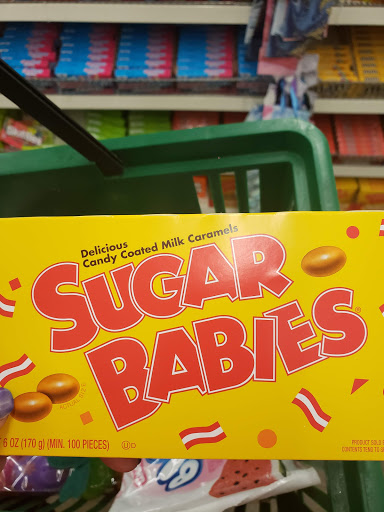 Delicious
Candy Coated Milk Caramels
SUGAR
BABIES®
6 OZ (170 g) (MIN. 100 PIECES)